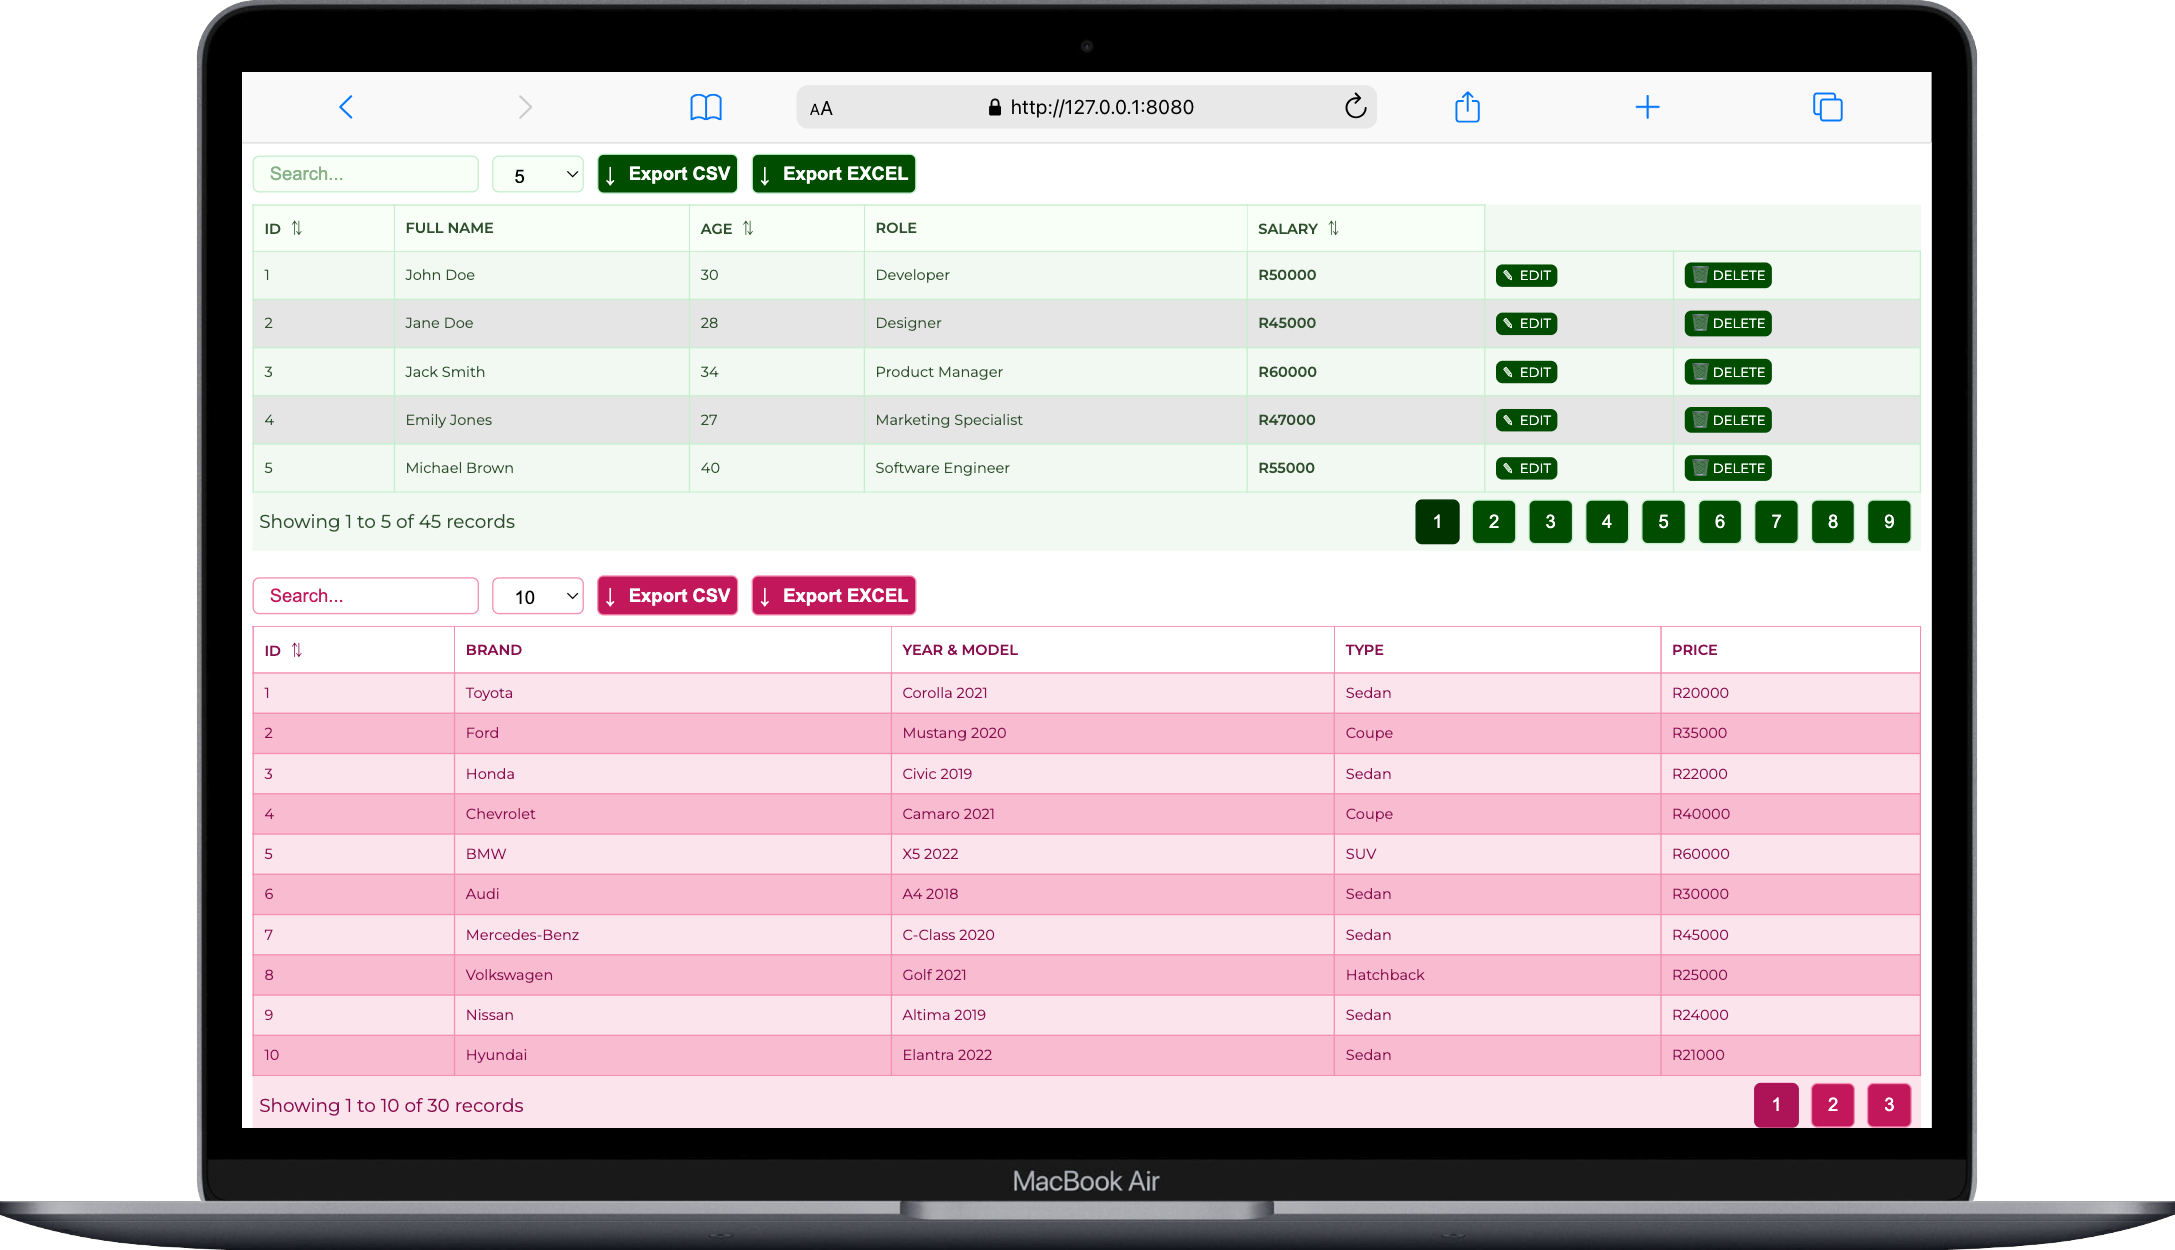 AA http://127.0.0.1:8080
Search... 5 ↓ Export CSV ↓ Export EXCEL
ID ⇅ FULL NAME AGE ⇅ ROLE SALARY ⇅
1 John Doe 30 Developer R50000 ✎ EDIT 🗑 DELETE
2 Jane Doe 28 Designer R45000 ✎ EDIT 🗑 DELETE
3 Jack Smith 34 Product Manager R60000 ✎ EDIT 🗑 DELETE
4 Emily Jones 27 Marketing Specialist R47000 ✎ EDIT 🗑 DELETE
5 Michael Brown 40 Software Engineer R55000 ✎ EDIT 🗑 DELETE
Showing 1 to 5 of 45 records 1 2 3 4 5 6 7 8 9
Search... 10 ↓ Export CSV ↓ Export EXCEL
ID ⇅ BRAND YEAR & MODEL TYPE PRICE
1 Toyota Corolla 2021 Sedan R20000
2 Ford Mustang 2020 Coupe R35000
3 Honda Civic 2019 Sedan R22000
4 Chevrolet Camaro 2021 Coupe R40000
5 BMW X5 2022 SUV R60000
6 Audi A4 2018 Sedan R30000
7 Mercedes-Benz C-Class 2020 Sedan R45000
8 Volkswagen Golf 2021 Hatchback R25000
9 Nissan Altima 2019 Sedan R24000
10 Hyundai Elantra 2022 Sedan R21000
Showing 1 to 10 of 30 records 1 2 3
MacBook Air